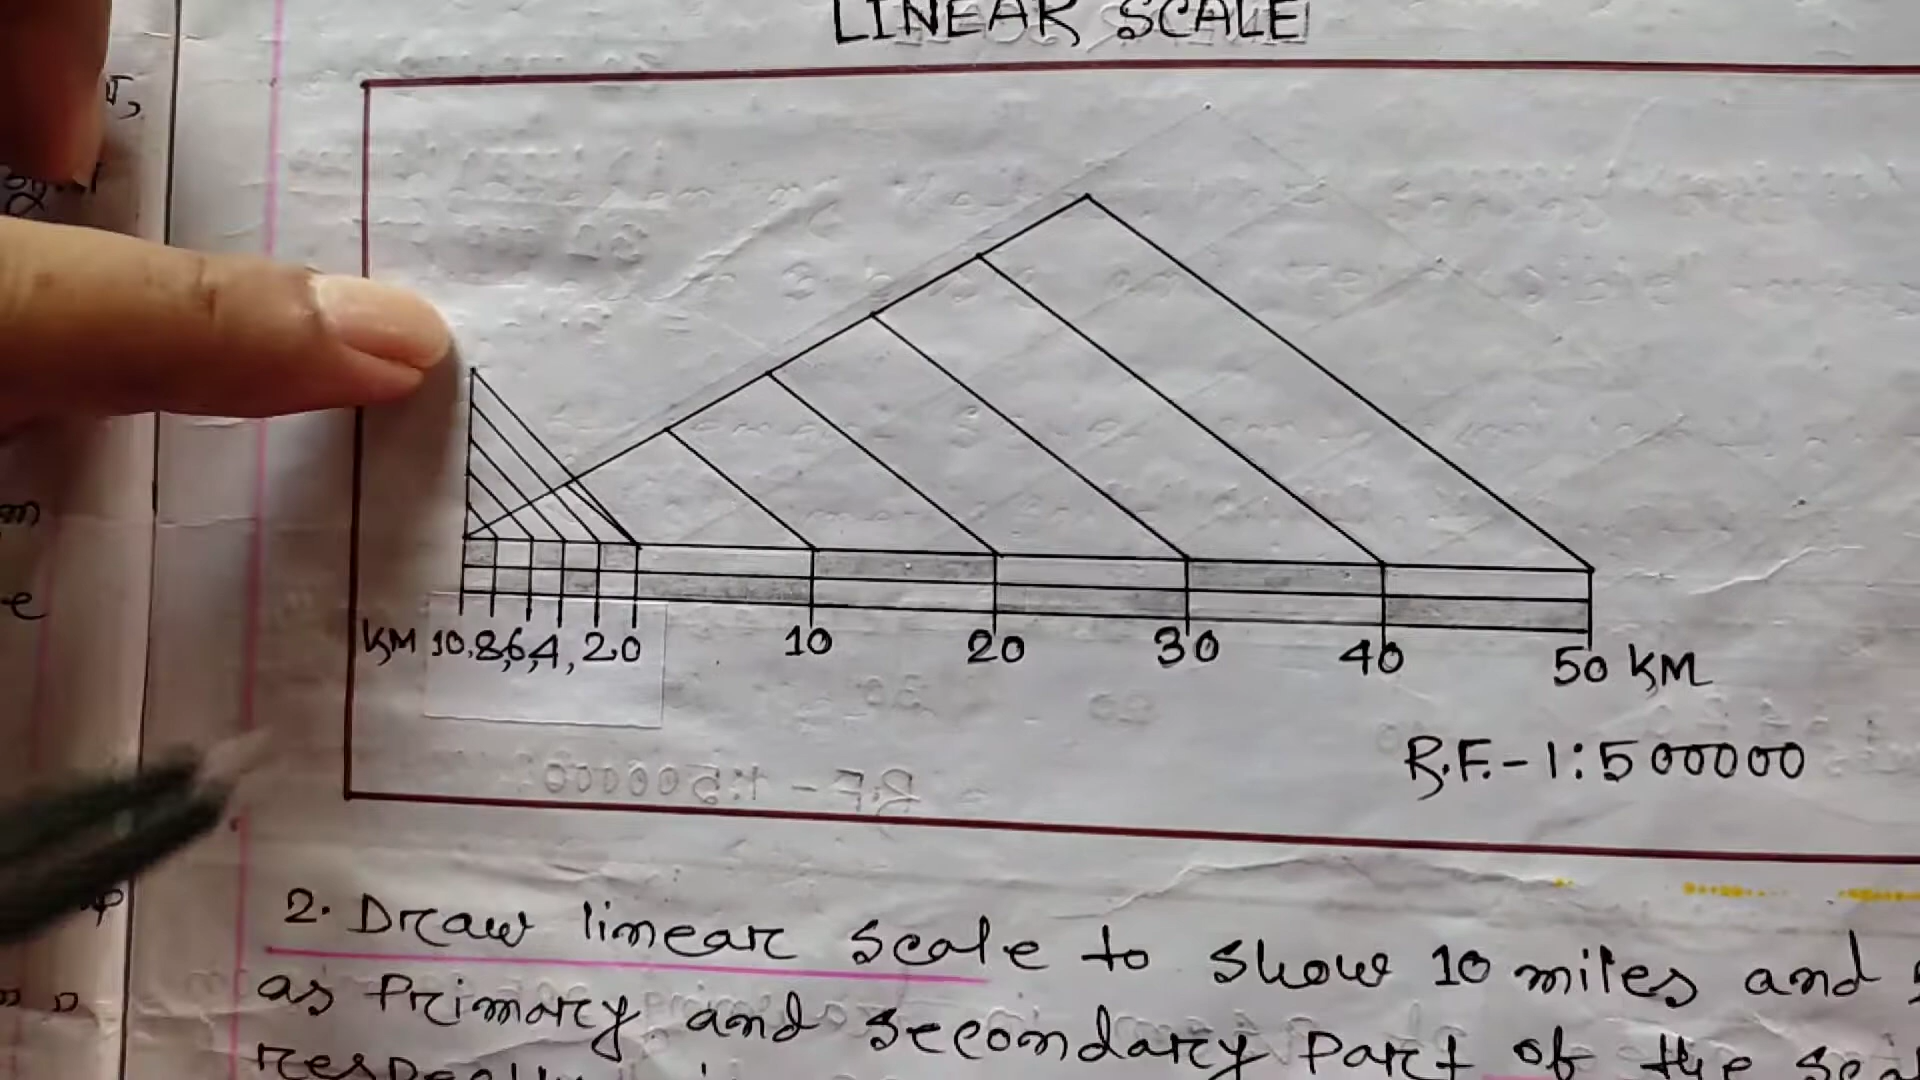 LINEAR SCALE
KM 10,8,6,4,2,0 10 20 30 40 50 KM
R.F.-1:500000
2. Draw linear scale to show 10 miles and
as Primary and secondary Part of the